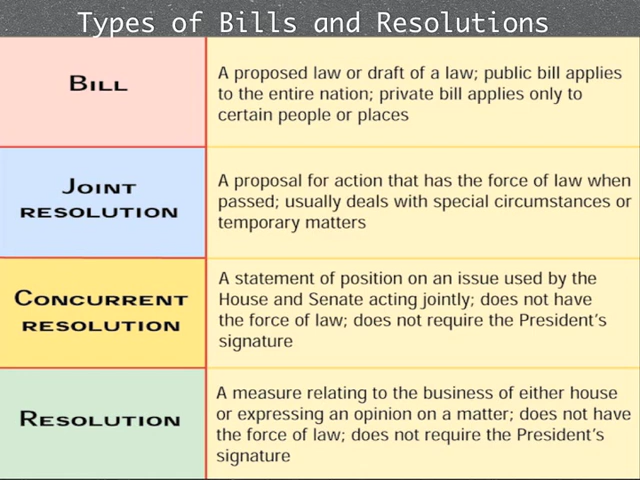 Types of Bills and Resolutions
BILL
A proposed law or draft of a law; public bill applies
to the entire nation; private bill applies only to
certain people or places
JOINT
RESOLUTION
A proposal for action that has the force of law when
passed; usually deals with special circumstances or
temporary matters
CONCURRENT
RESOLUTION
A statement of position on an issue used by the
House and Senate acting jointly; does not have
the force of law; does not require the President's
signature
RESOLUTION
A measure relating to the business of either house
or expressing an opinion on a matter; does not have
the force of law; does not require the President's
signature